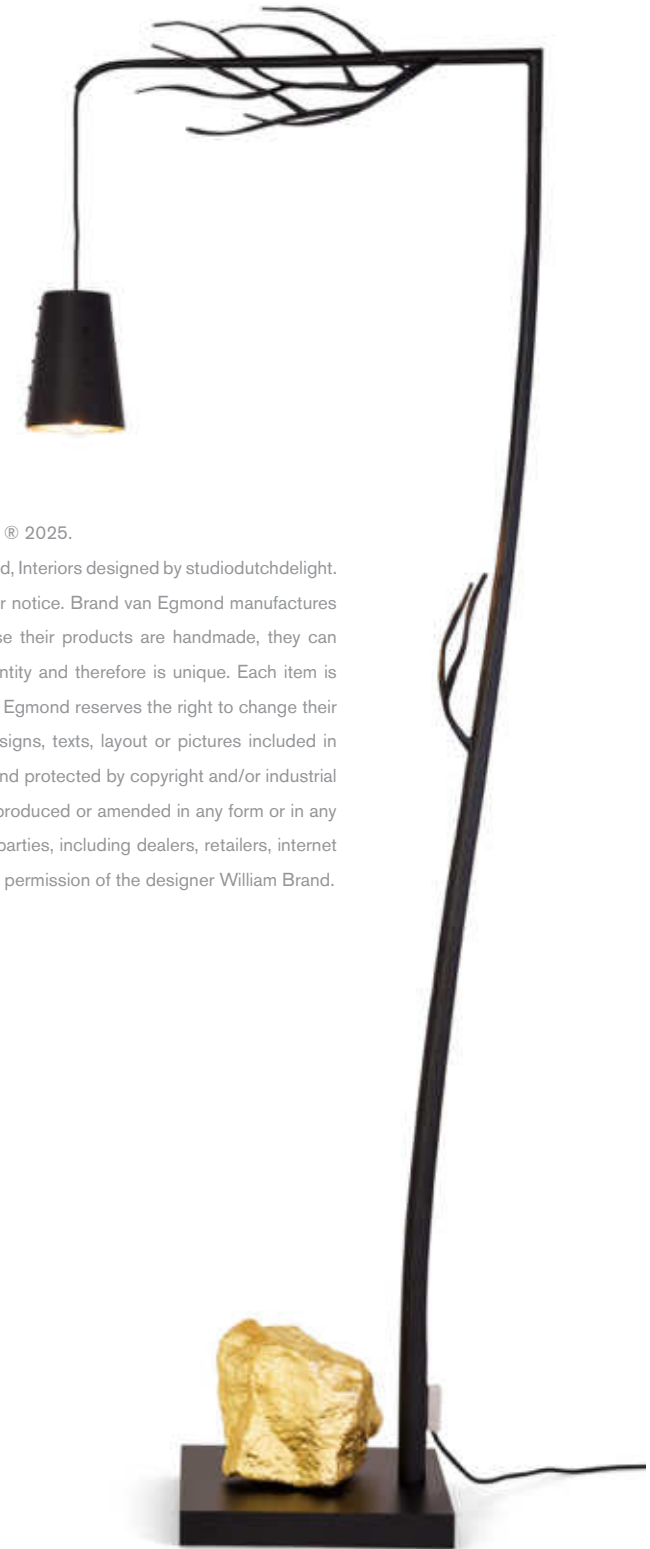 ® 2025.
d, Interiors designed by studiodutchdelight.
r notice. Brand van Egmond manufactures
se their products are handmade, they can
ntity and therefore is unique. Each item is
Egmond reserves the right to change their
signs, texts, layout or pictures included in
nd protected by copyright and/or industrial
produced or amended in any form or in any
parties, including dealers, retailers, internet
permission of the designer William Brand.